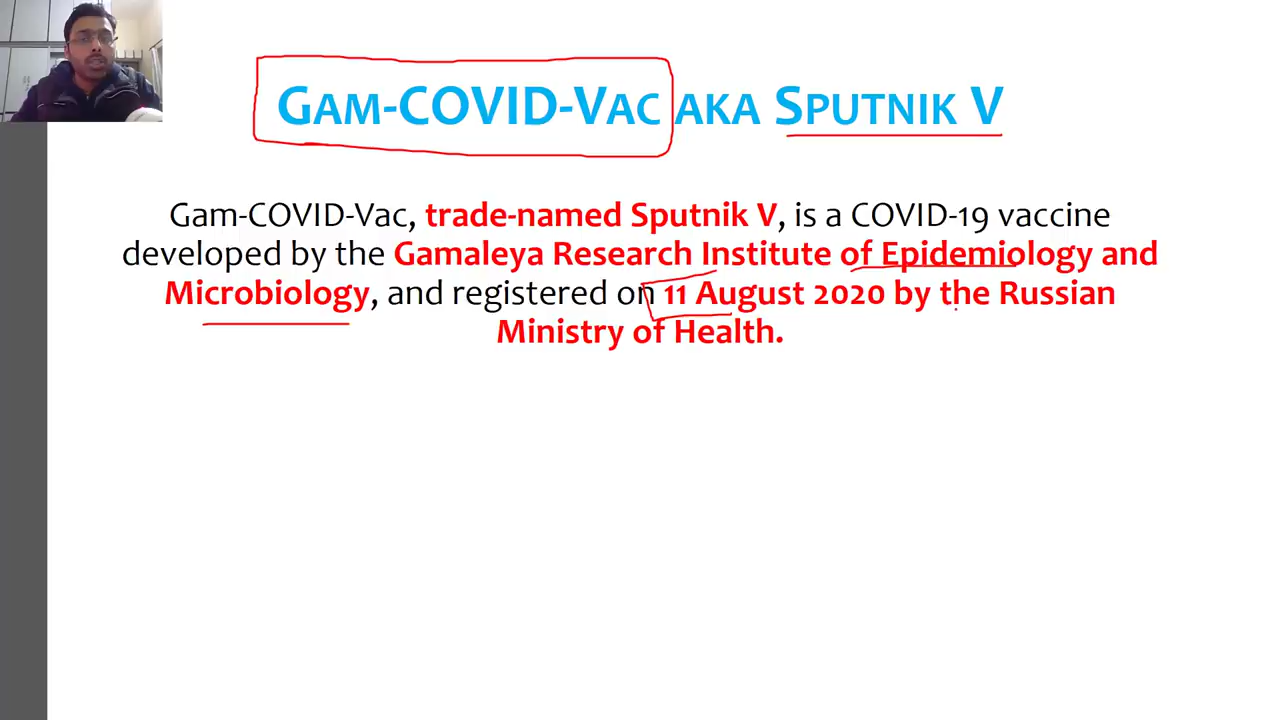 GAM-COVID-VAC AKA SPUTNIK V
Gam-COVID-Vac, trade-named Sputnik V, is a COVID-19 vaccine
developed by the Gamaleya Research Institute of Epidemiology and
Microbiology, and registered on 11 August 2020 by the Russian
Ministry of Health.